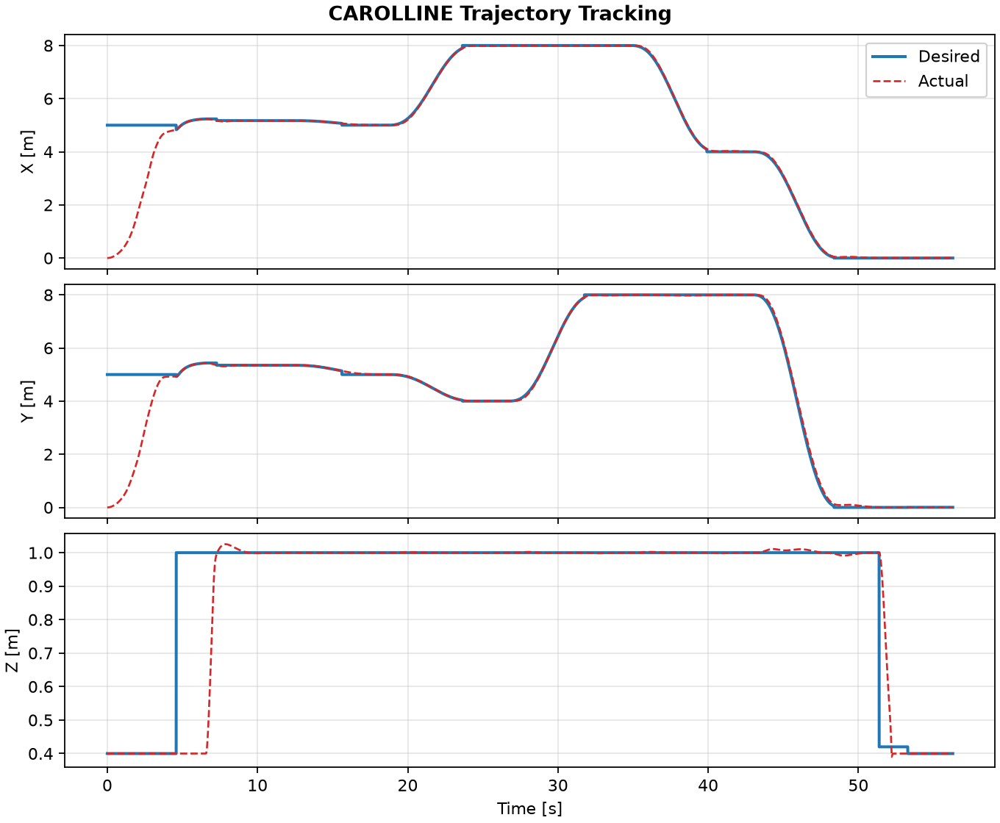 CAROLLINE Trajectory Tracking
8
6
4
2
0
X [m]
Desired
Actual
8
6
4
2
0
Y [m]
1.0
0.9
0.8
0.7
0.6
0.5
0.4
Z [m]
0 10 20 30 40 50
Time [s]